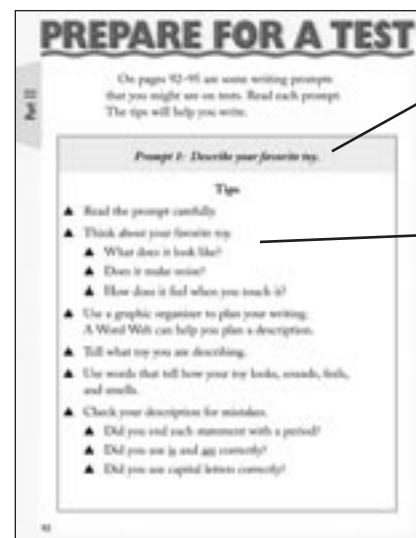 PREPARE FOR A TEST
Part II
On pages 92–95 are some writing prompts
that you might see on tests. Read each prompt.
The tips will help you write.
Prompt 1: Describe your favorite toy.
Tips
▲ Read the prompt carefully.
▲ Think about your favorite toy.
▲ What does it look like?
▲ Does it make noise?
▲ How does it feel when you touch it?
▲ Use a graphic organizer to plan your writing.
A Word Web can help you plan a description.
▲ Tell what toy you are describing.
▲ Use words that tell how your toy looks, sounds, feels,
and smells.
▲ Check your description for mistakes.
▲ Did you end each statement with a period?
▲ Did you use is and are correctly?
▲ Did you use capital letters correctly?
92